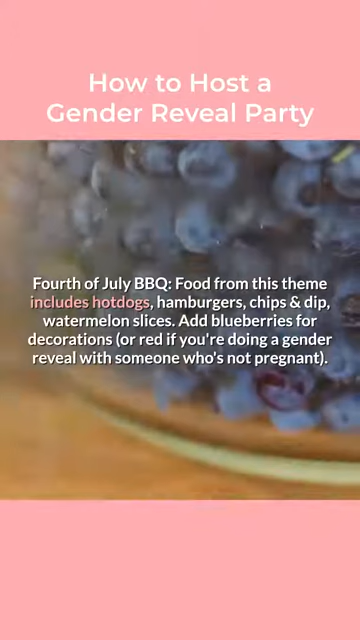 How to Host a
Gender Reveal Party
Fourth of July BBQ: Food from this theme
includes hotdogs, hamburgers, chips & dip,
watermelon slices. Add blueberries for
decorations (or red if you're doing a gender
reveal with someone who's not pregnant).